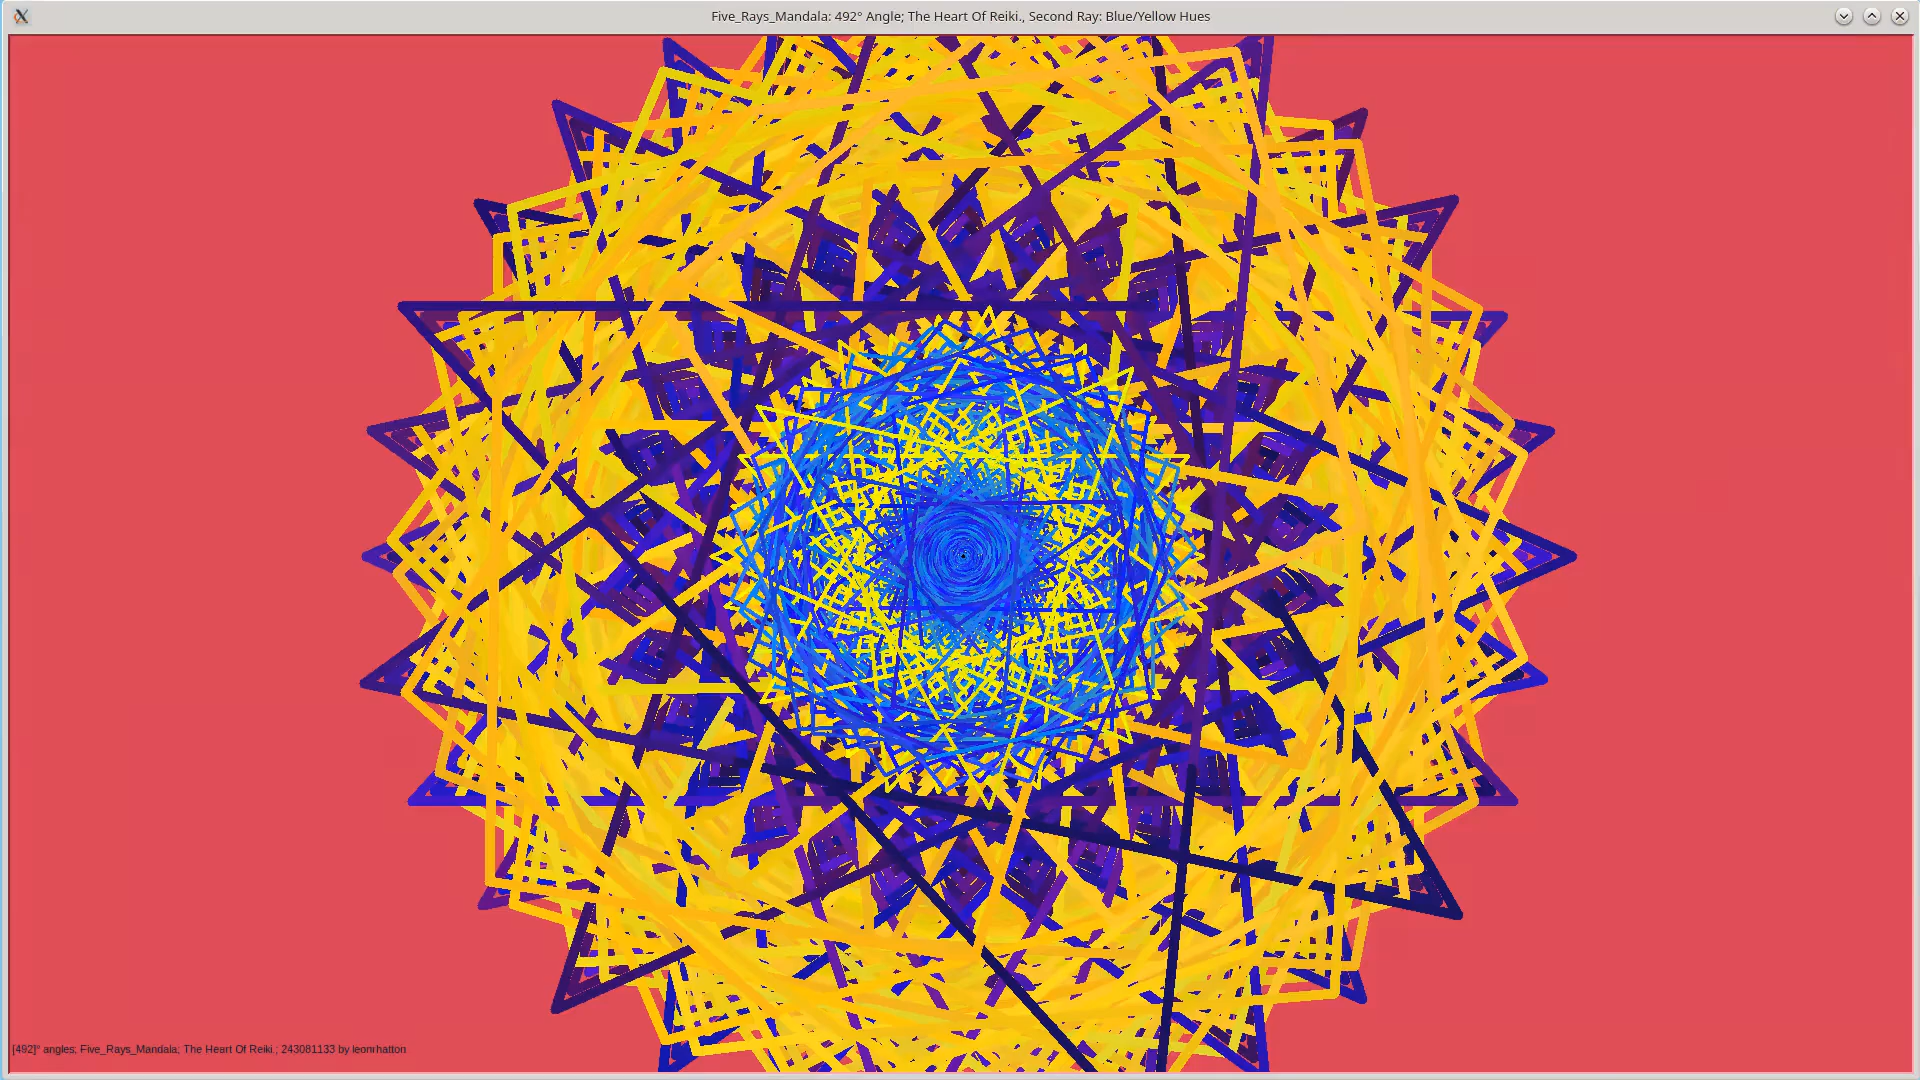 Five_Rays_Mandala: 492° Angle; The Heart Of Reiki., Second Ray: Blue/Yellow Hues
[492]° angles; Five_Rays_Mandala; The Heart Of Reiki.; 243081133 by leonrhatton